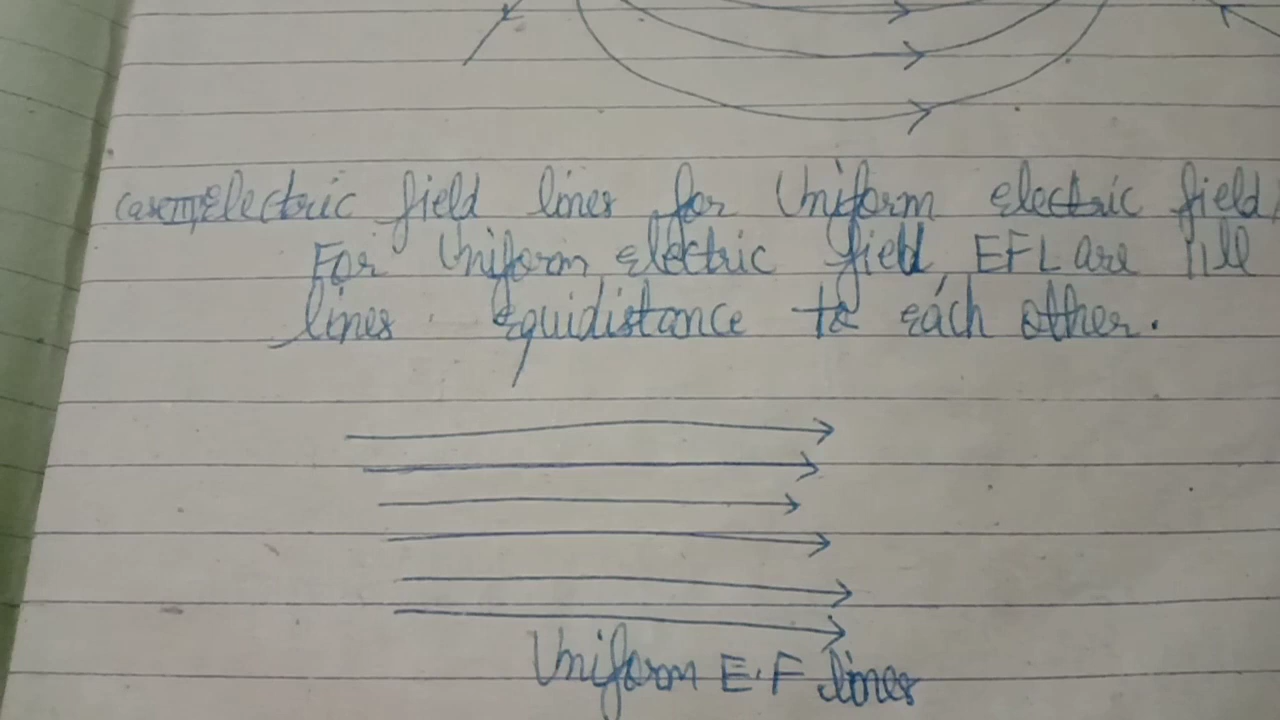 Electric field lines for Uniform electric field,
For Uniform electric field, EFL are 11ll
lines. Equidistance to each other.
Uniform E.F lines